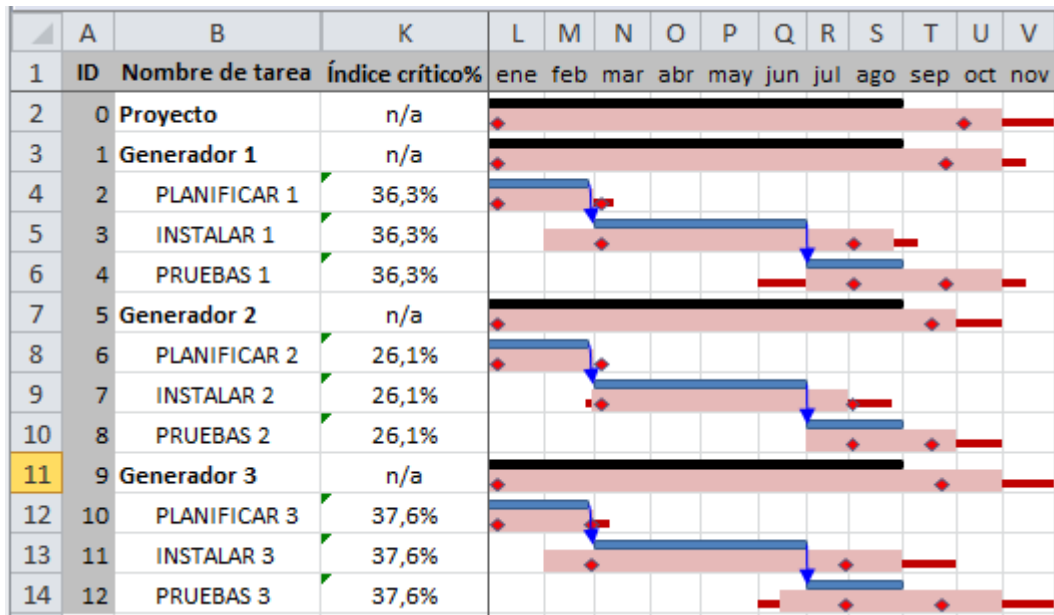 A B K L M N O P Q R S T U V
1 ID Nombre de tarea Índice crítico% ene feb mar abr may jun jul ago sep oct nov
2 0 Proyecto n/a
3 1 Generador 1 n/a
4 2 PLANIFICAR 1 36,3%
5 3 INSTALAR 1 36,3%
6 4 PRUEBAS 1 36,3%
7 5 Generador 2 n/a
8 6 PLANIFICAR 2 26,1%
9 7 INSTALAR 2 26,1%
10 8 PRUEBAS 2 26,1%
11 9 Generador 3 n/a
12 10 PLANIFICAR 3 37,6%
13 11 INSTALAR 3 37,6%
14 12 PRUEBAS 3 37,6%